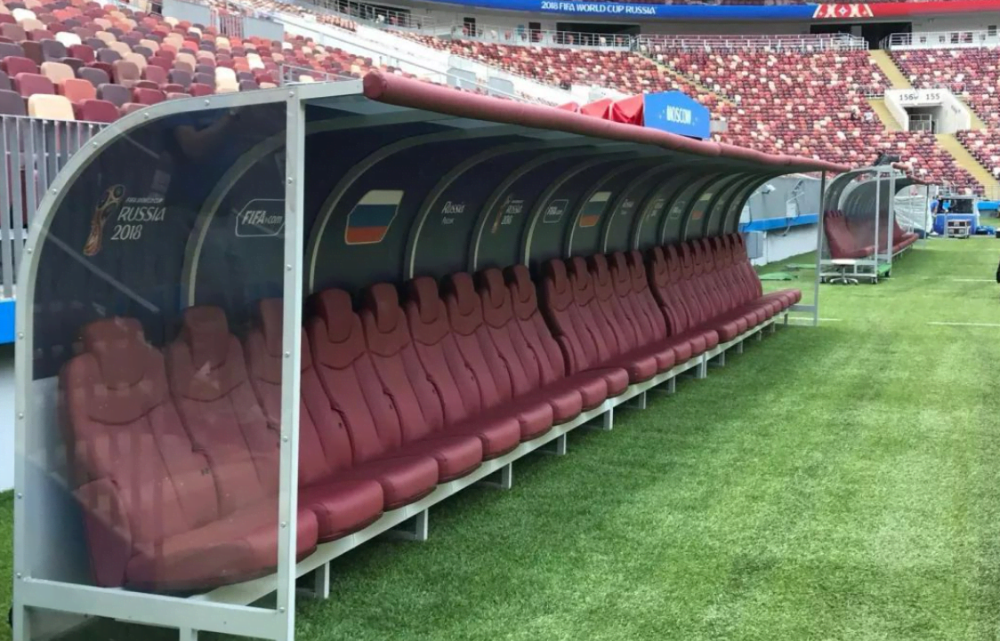 2018 FIFA WORLD CUP RUSSIA
156 155
MOSCOW
FIFA WORLD CUP
RUSSIA
2018
FIFA.com
Russia
RUSSIA
2018
FIFA.com